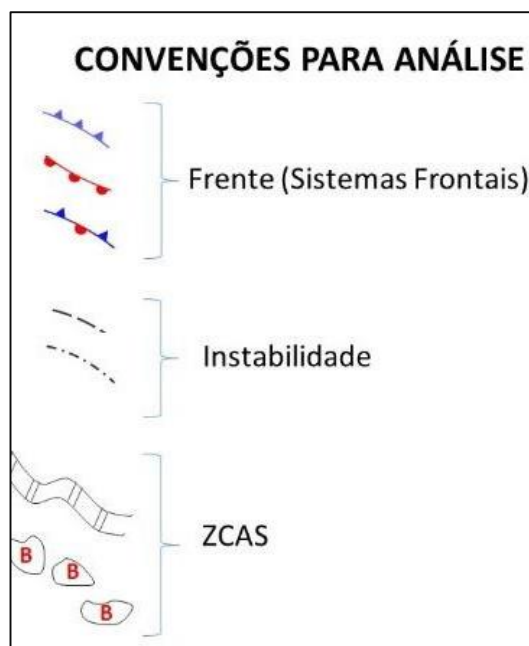 CONVENÇÕES PARA ANÁLISE
Frente (Sistemas Frontais)
Instabilidade
ZCAS
B
B
B